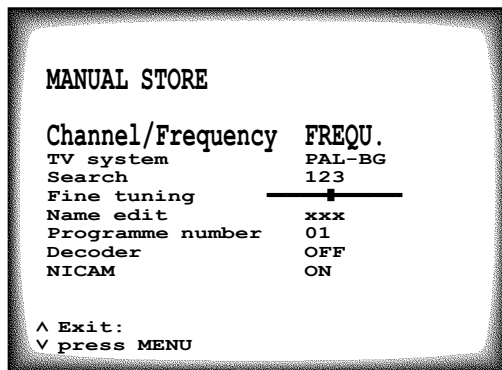 MANUAL STORE
Channel/Frequency FREQU.
TV system PAL-BG
Search 123
Fine tuning
Name edit xxx
Programme number 01
Decoder OFF
NICAM ON
∧ Exit:
∨ press MENU